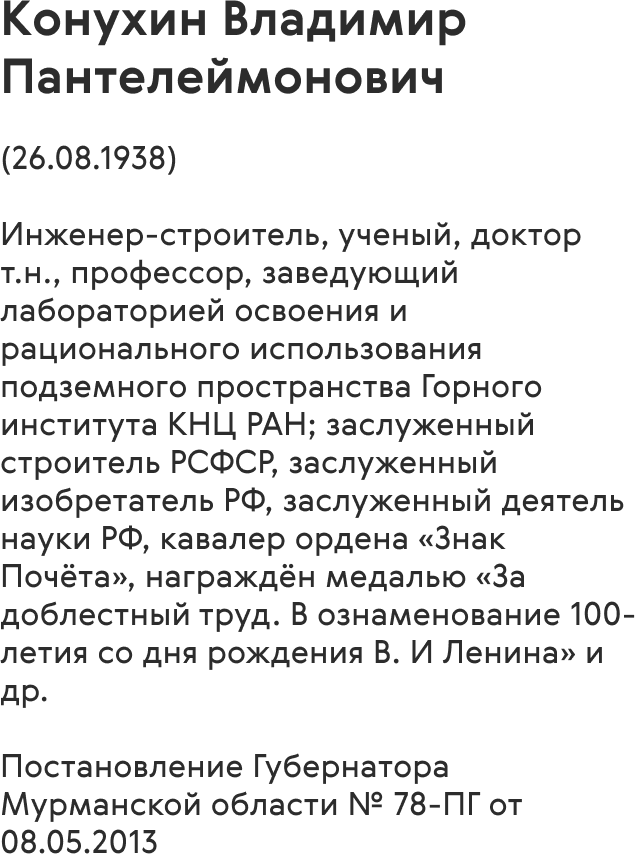 Конухин Владимир
Пантелеймонович
(26.08.1938)
Инженер-строитель, ученый, доктор
т.н., профессор, заведующий
лабораторией освоения и
рационального использования
подземного пространства Горного
института КНЦ РАН; заслуженный
строитель РСФСР, заслуженный
изобретатель РФ, заслуженный деятель
науки РФ, кавалер ордена «Знак
Почёта», награждён медалью «За
доблестный труд. В ознаменование 100-
летия со дня рождения В. И Ленина» и
др.
Постановление Губернатора
Мурманской области № 78-ПГ от
08.05.2013